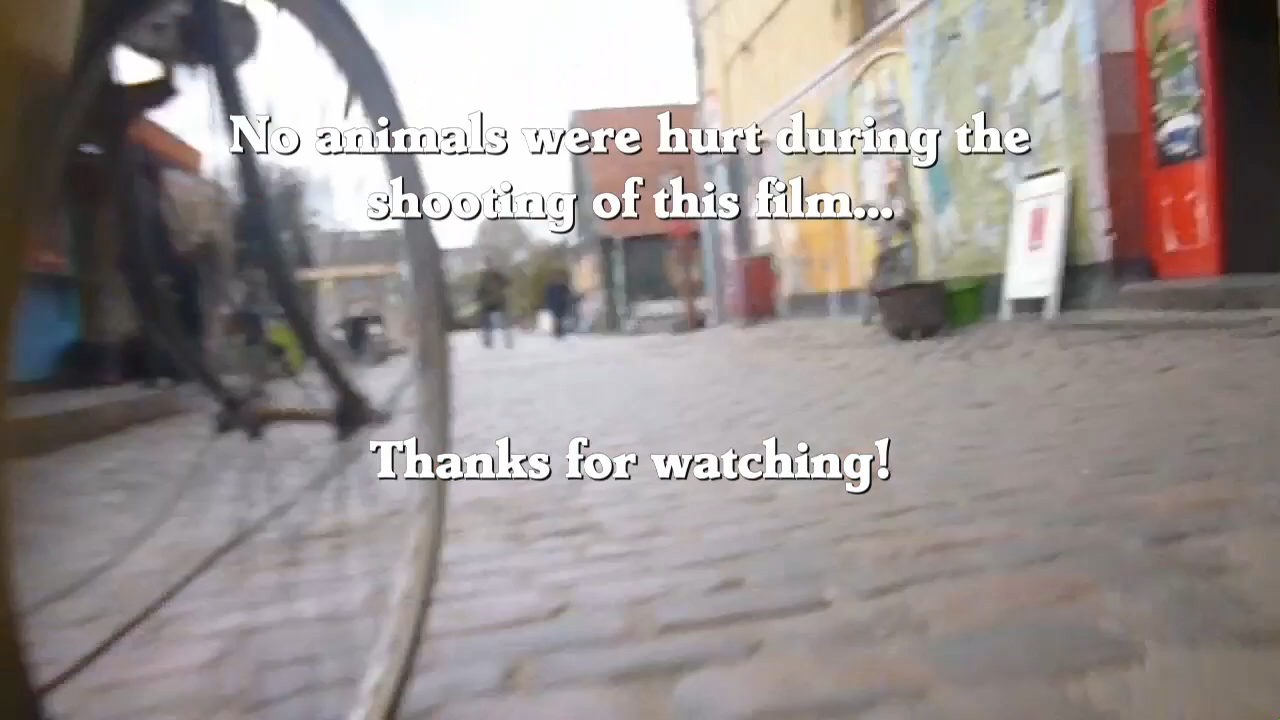 No animals were hurt during the
shooting of this film...
Thanks for watching!